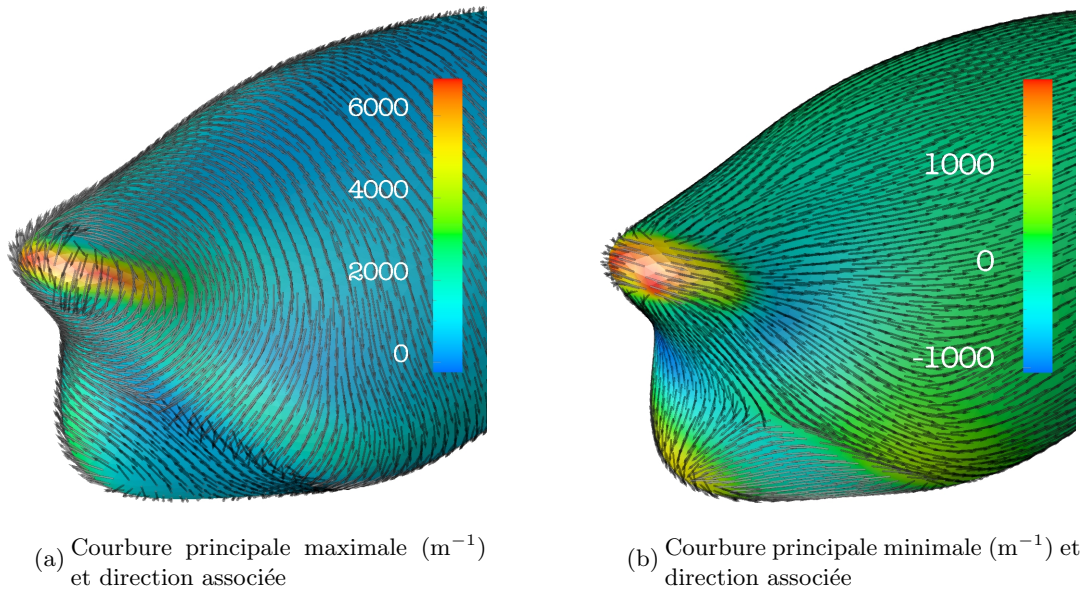 6000
4000
2000
0
1000
0
-1000
(a) Courbure principale maximale (m⁻¹)
et direction associée
(b) Courbure principale minimale (m⁻¹) et
direction associée